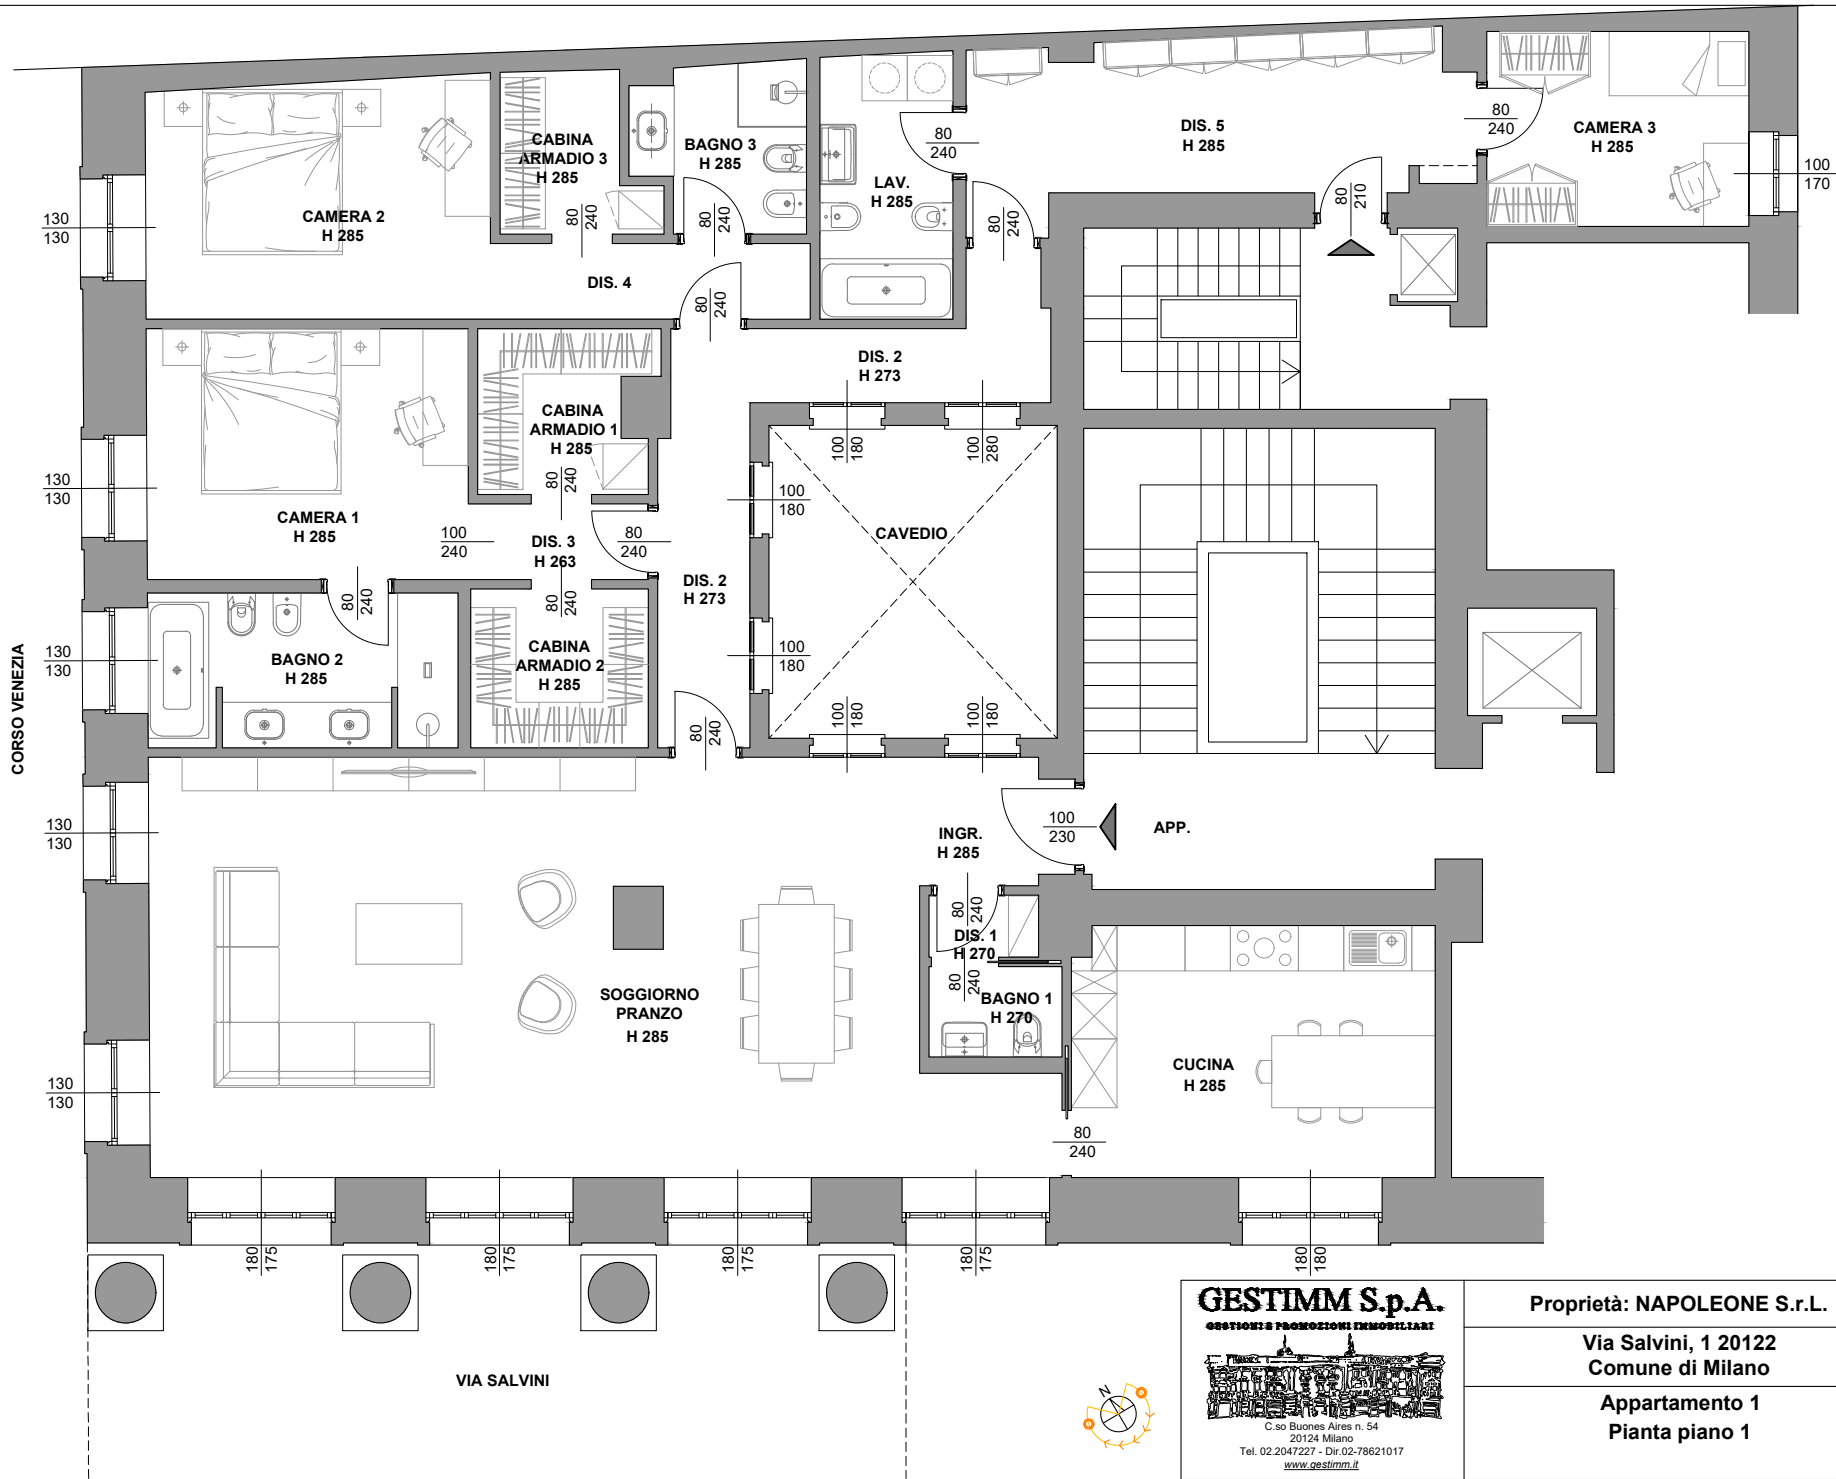 CABINA
ARMADIO 3
H 285
BAGNO 3
H 285
LAV.
H 285
DIS. 5
H 285
CAMERA 3
H 285
80
240
80
240
80
210
100
170
CAMERA 2
H 285
130
130
80
240
80
240
80
240
DIS. 4
80
240
DIS. 2
H 273
CABINA
ARMADIO 1
H 285
100
180
100
280
130
130
80
240
100
180
CAMERA 1
H 285
100
240
DIS. 3
H 263
80
240
CAVEDIO
DIS. 2
H 273
80
240
80
240
CORSO VENEZIA
130
130
BAGNO 2
H 285
CABINA
ARMADIO 2
H 285
100
180
80
240
100
180
100
180
130
130
INGR.
H 285
100
230
APP.
80
240
DIS. 1
H 270
80
240
BAGNO 1
H 270
SOGGIORNO
PRANZO
H 285
CUCINA
H 285
130
130
80
240
180
175
180
175
180
175
180
175
180
180
VIA SALVINI
N
GESTIMM S.p.A.
GESTIONI E PROMOZIONI IMMOBILIARI
C.so Buones Aires n. 54
20124 Milano
Tel. 02.2047227 - Dir.02-78621017
www.gestimm.it
Proprietà: NAPOLEONE S.r.L.
Via Salvini, 1 20122
Comune di Milano
Appartamento 1
Pianta piano 1